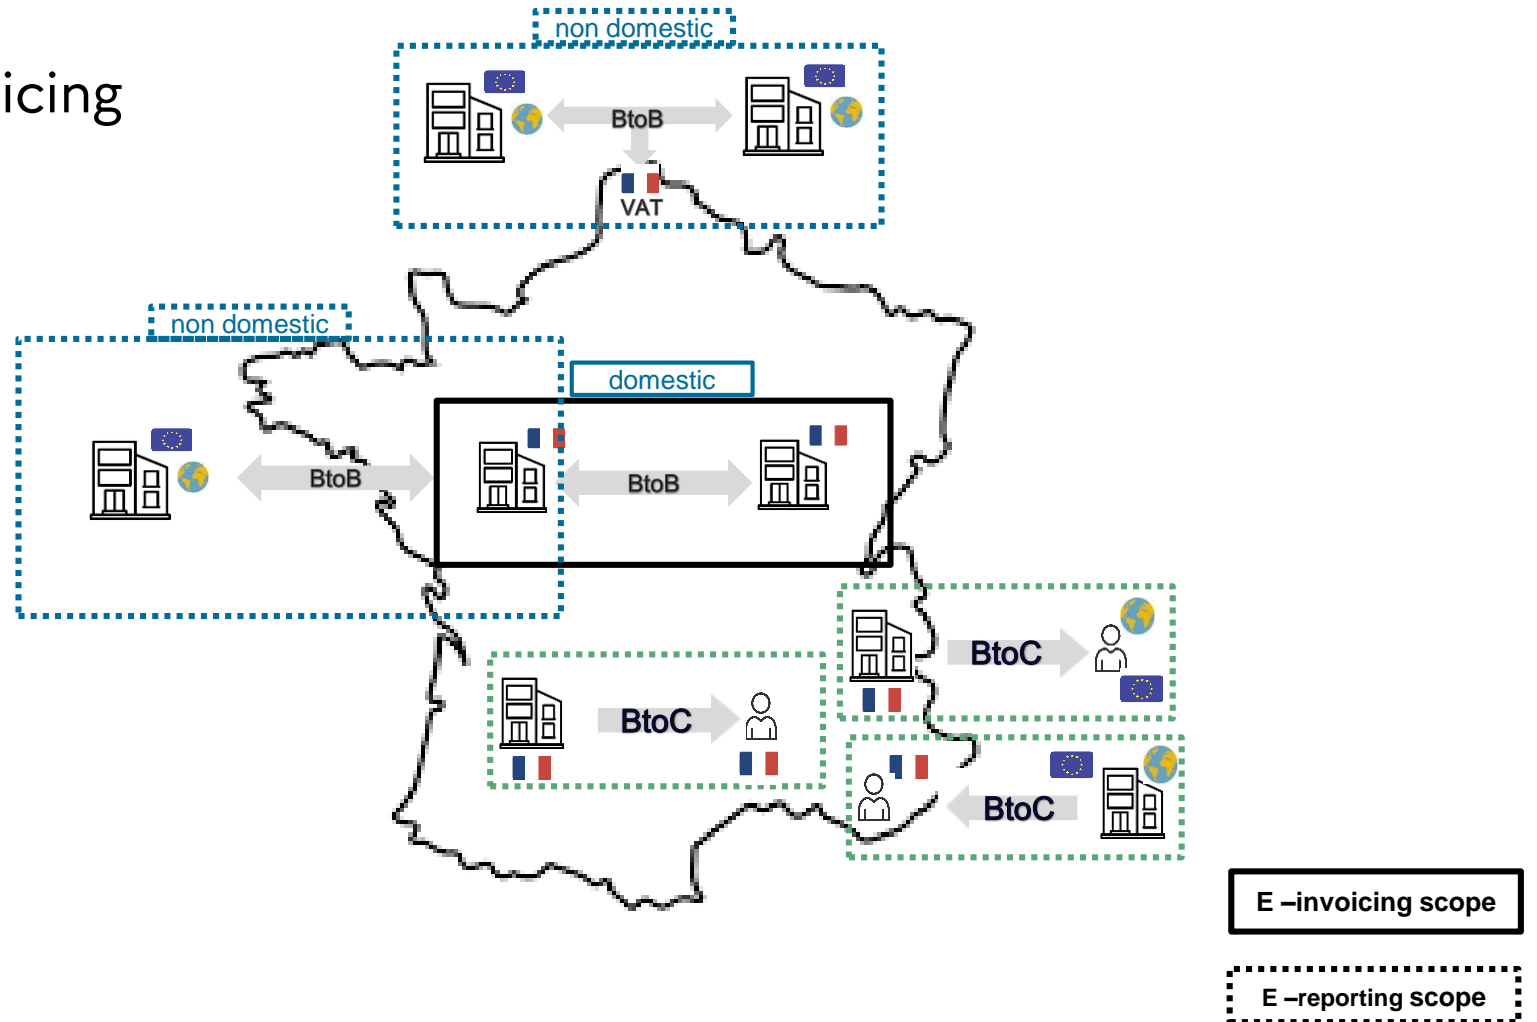 non domestic
icing
BtoB
VAT
non domestic
domestic
BtoB
BtoB
BtoC
BtoC
BtoC
E –invoicing scope
E –reporting scope